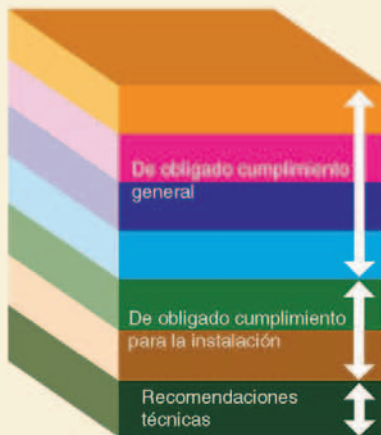 De obligado cumplimiento
general
De obligado cumplimiento
para la instalación
Recomendaciones
técnicas